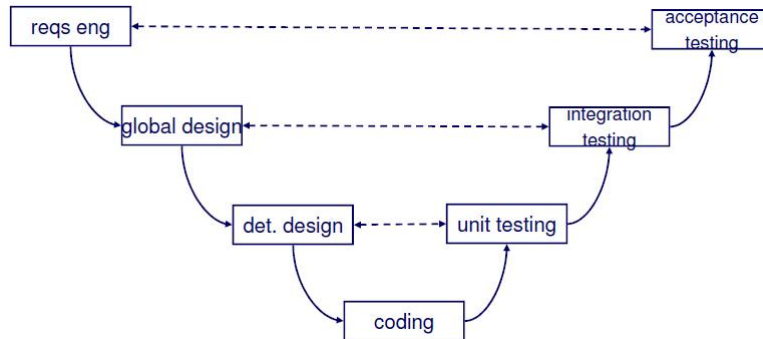 reqs eng
acceptance
testing
global design
integration
testing
det. design
unit testing
coding